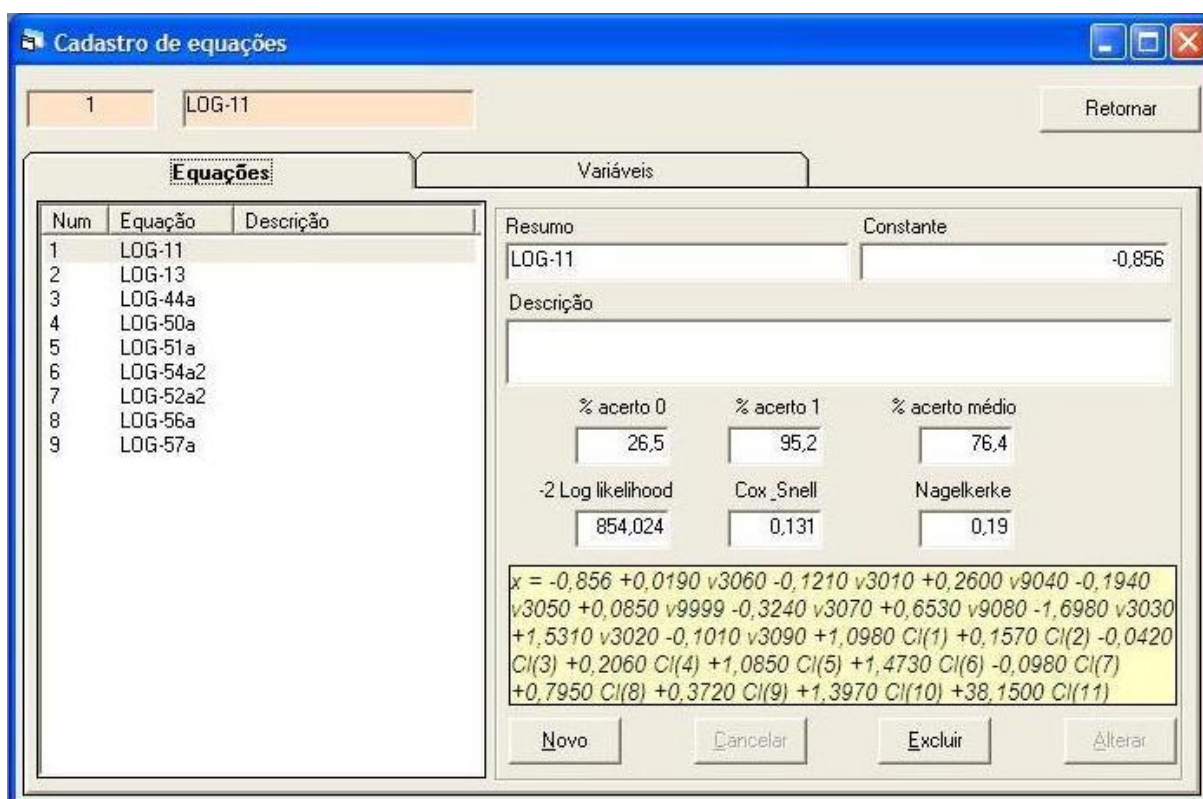 Cadastro de equações
1 LOG-11 Retornar
Equações Variáveis
Num Equação Descrição
1 LOG-11
2 LOG-13
3 LOG-44a
4 LOG-50a
5 LOG-51a
6 LOG-54a2
7 LOG-52a2
8 LOG-56a
9 LOG-57a
Resumo Constante
LOG-11 -0,856
Descrição
% acerto 0 % acerto 1 % acerto médio
26,5 95,2 76,4
-2 Log likelihood Cox_Snell Nagelkerke
854,024 0,131 0,19
x = -0,856 +0,0190 v3060 -0,1210 v3010 +0,2600 v9040 -0,1940
v3050 +0,0850 v9999 -0,3240 v3070 +0,6530 v9080 -1,6980 v3030
+1,5310 v3020 -0,1010 v3090 +1,0980 Cl(1) +0,1570 Cl(2) -0,0420
Cl(3) +0,2060 Cl(4) +1,0850 Cl(5) +1,4730 Cl(6) -0,0980 Cl(7)
+0,7950 Cl(8) +0,3720 Cl(9) +1,3970 Cl(10) +38,1500 Cl(11)
Novo Cancelar Excluir Alterar